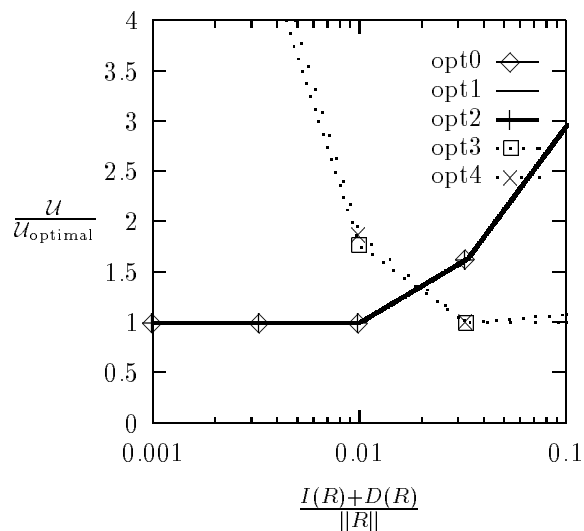 4
3.5
3
2.5
2
1.5
1
0.5
0
opt0
opt1
opt2
opt3
opt4
U
U_optimal
0.001 0.01 0.1
I(R)+D(R)
||R||